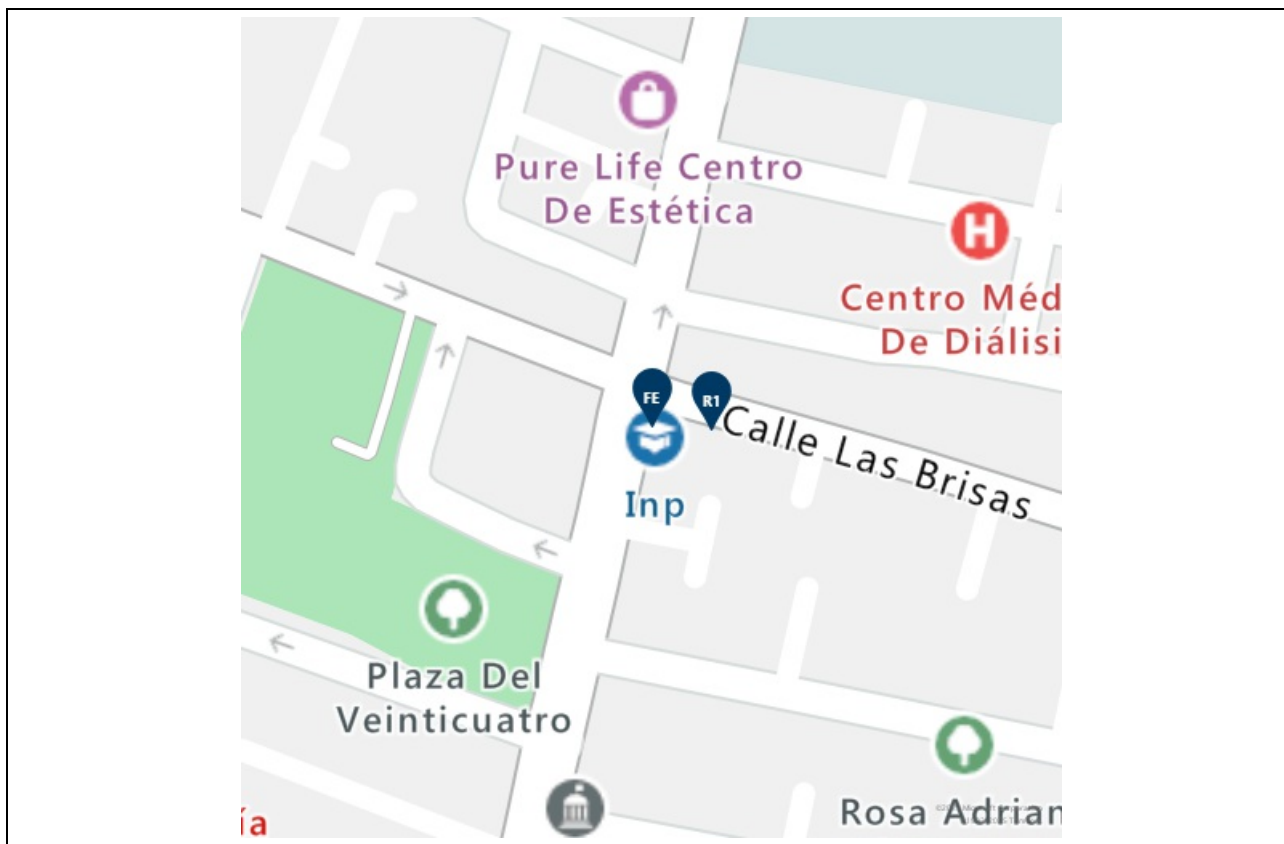 Pure Life Centro
De Estética
H
Centro Méd
De Diálisi
FE
R1
Calle Las Brisas
Inp
Plaza Del
Veinticuatro
Rosa Adrian
ía